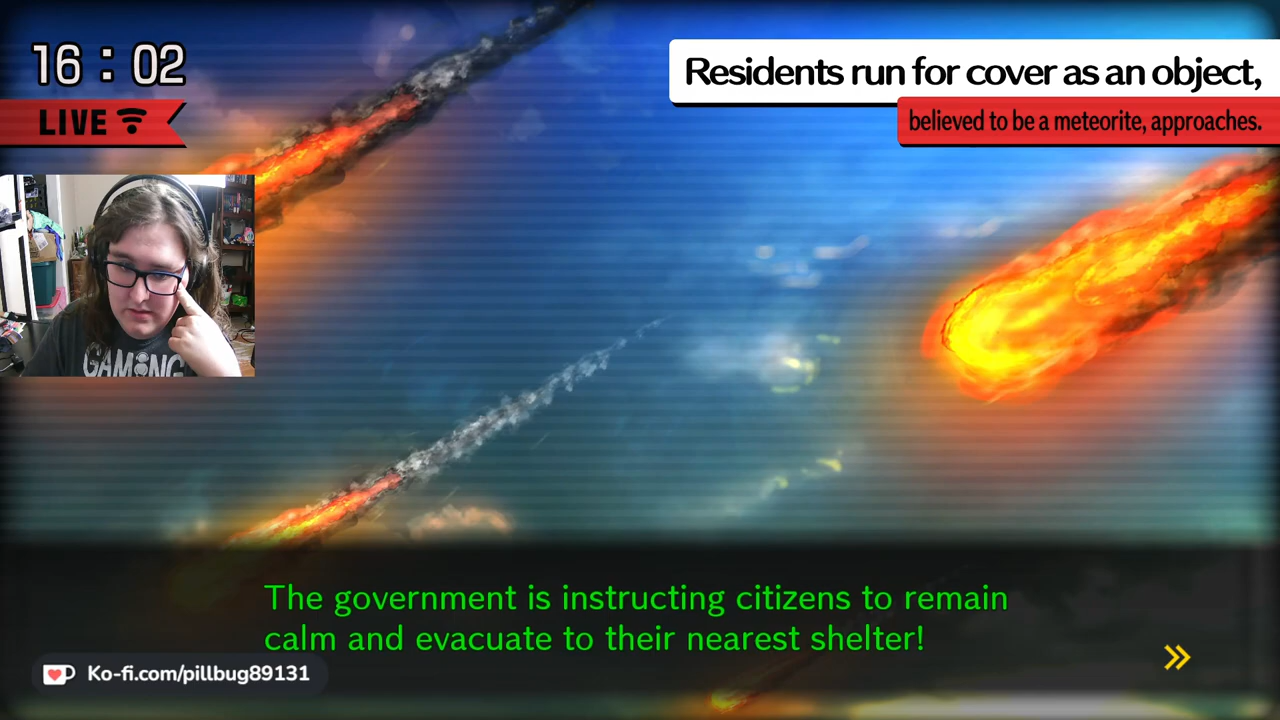 16 : 02
LIVE
Residents run for cover as an object,
believed to be a meteorite, approaches.
GAMING
The government is instructing citizens to remain
calm and evacuate to their nearest shelter!
Ko-fi.com/pillbug89131